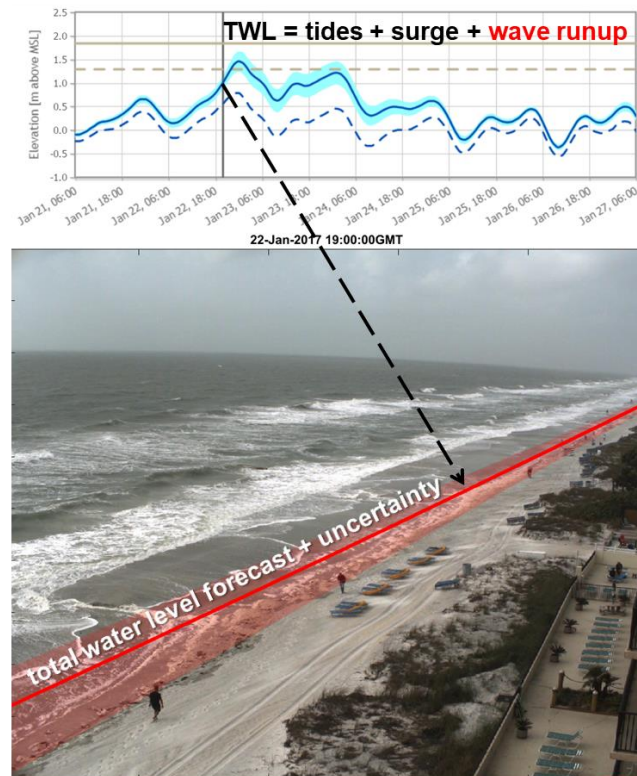 TWL = tides + surge + wave runup
Elevation [m above MSL]
2.5
2.0
1.5
1.0
0.5
0.0
-0.5
-1.0
Jan 21, 06:00
Jan 21, 18:00
Jan 22, 06:00
Jan 22, 18:00
Jan 23, 06:00
Jan 23, 18:00
Jan 24, 06:00
Jan 24, 18:00
Jan 25, 06:00
Jan 25, 18:00
Jan 26, 06:00
Jan 26, 18:00
Jan 27, 06:00
22-Jan-2017 19:00:00GMT
total water level forecast + uncertainty